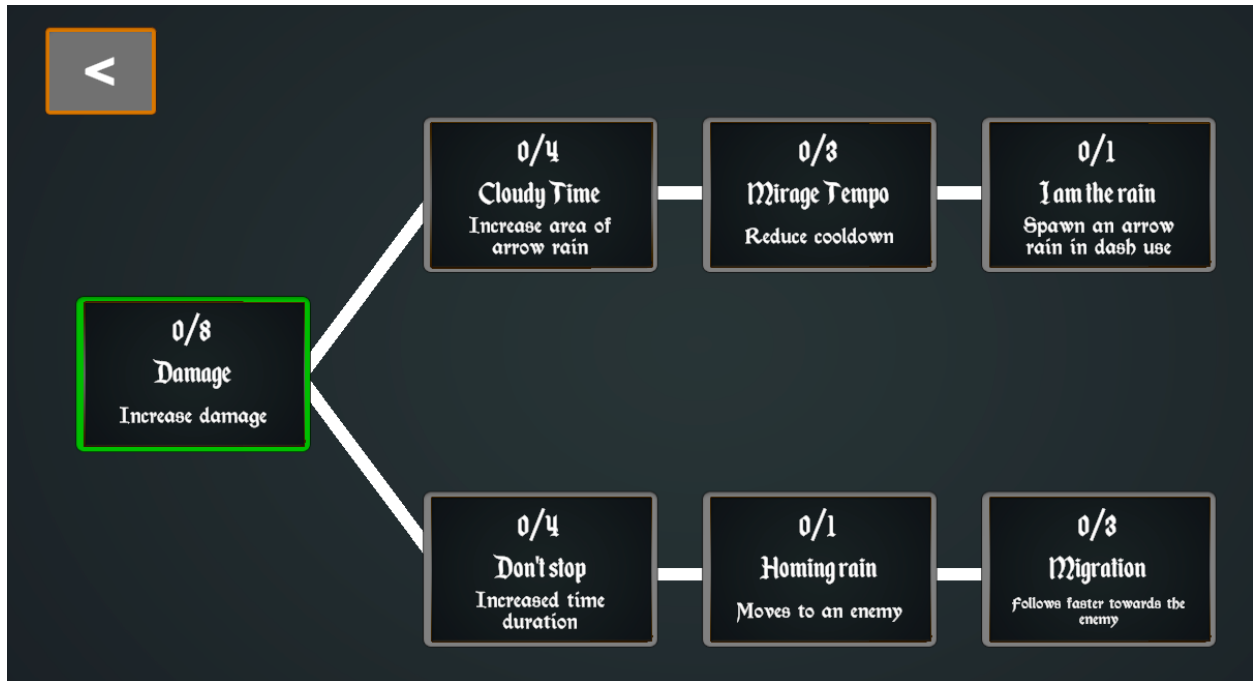 <
0/4
Cloudy Time
Increase area of
arrow rain
0/3
Mirage Tempo
Reduce cooldown
0/1
I am the rain
Spawn an arrow
rain in dash use
0/8
Damage
Increase damage
0/4
Don't stop
Increased time
duration
0/1
Homing rain
Moves to an enemy
0/3
Migration
Follows faster towards the
enemy